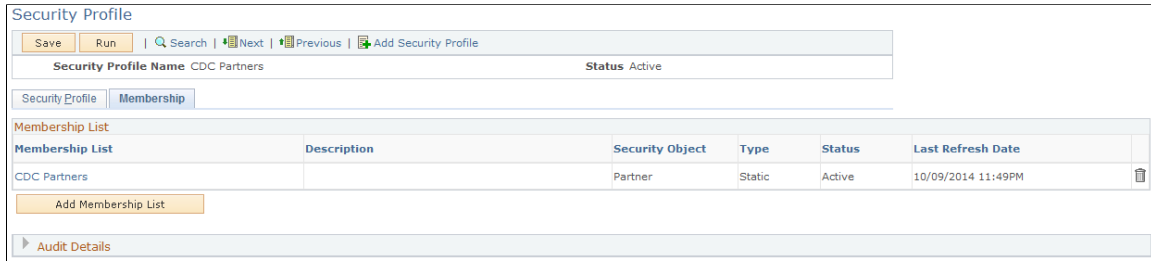 Security Profile
Save Run | Search | Next | Previous | Add Security Profile
Security Profile Name CDC Partners Status Active
Security Profile Membership
Membership List
Membership List Description Security Object Type Status Last Refresh Date
CDC Partners Partner Static Active 10/09/2014 11:49PM
Add Membership List
Audit Details